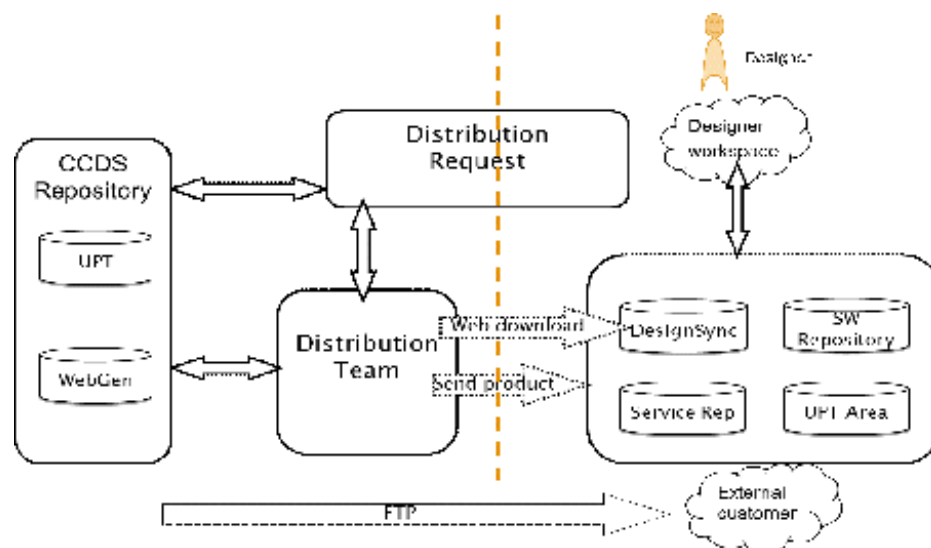 Designer
Distribution
Request
Designer
workspace
CCDS
Repository
UPT
WebGen
Distribution
Team
Web download
Send product
DesignSync
SW
Repository
Service Rep
UPT Area
FTP
External
customer